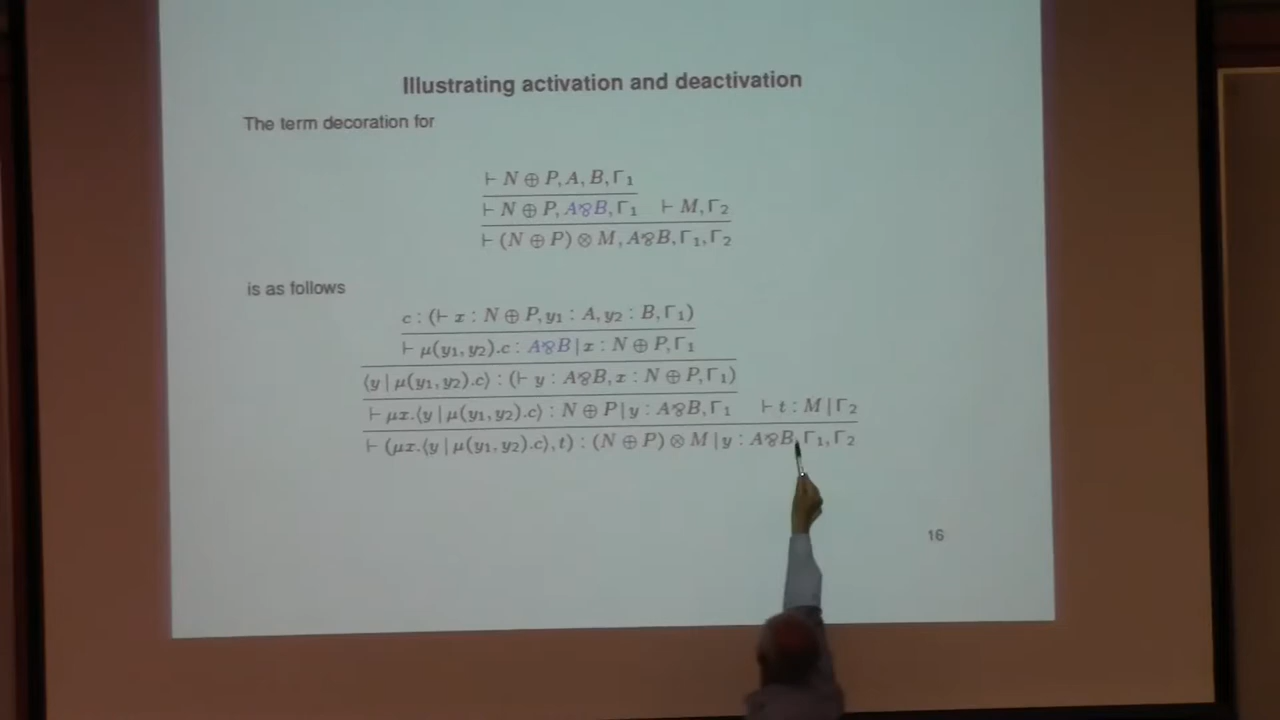 Illustrating activation and deactivation
The term decoration for
⊢ N ⊕ P, A, B, Γ₁
⊢ N ⊕ P, A⅋B, Γ₁ ⊢ M, Γ₂
⊢ (N ⊕ P) ⊗ M, A⅋B, Γ₁, Γ₂
is as follows
c : (⊢ x : N ⊕ P, y₁ : A, y₂ : B, Γ₁)
⊢ μ(y₁, y₂).c : A⅋B | x : N ⊕ P, Γ₁
⟨y | μ(y₁, y₂).c⟩ : (⊢ y : A⅋B, x : N ⊕ P, Γ₁)
⊢ μx.⟨y | μ(y₁, y₂).c⟩ : N ⊕ P | y : A⅋B, Γ₁ ⊢ t : M | Γ₂
⊢ (μx.⟨y | μ(y₁, y₂).c⟩, t) : (N ⊕ P) ⊗ M | y : A⅋B, Γ₁, Γ₂
16